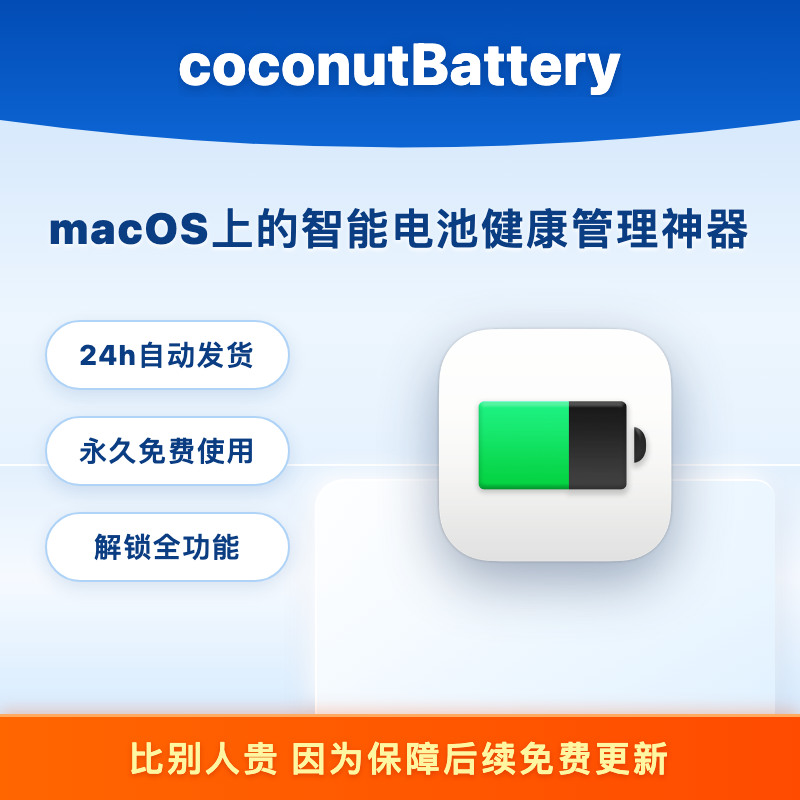 coconutBattery
macOS上的智能电池健康管理神器
24h自动发货
永久免费使用
解锁全功能
比别人贵 因为保障后续免费更新